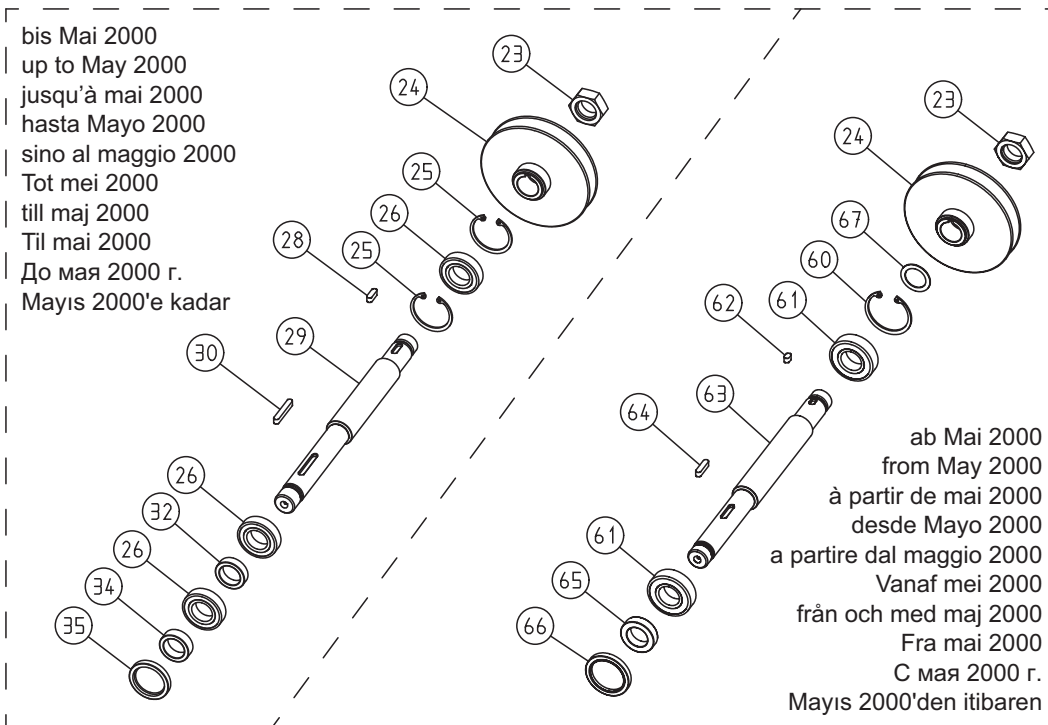 bis Mai 2000
up to May 2000
jusqu'à mai 2000
hasta Mayo 2000
sino al maggio 2000
Tot mei 2000
till maj 2000
Til mai 2000
До мая 2000 г.
Mayıs 2000'e kadar
23
24
25
26
28
25
29
30
26
32
26
34
35
23
24
67
60
61
62
63
64
61
65
66
ab Mai 2000
from May 2000
à partir de mai 2000
desde Mayo 2000
a partire dal maggio 2000
Vanaf mei 2000
från och med maj 2000
Fra mai 2000
С мая 2000 г.
Mayıs 2000'den itibaren